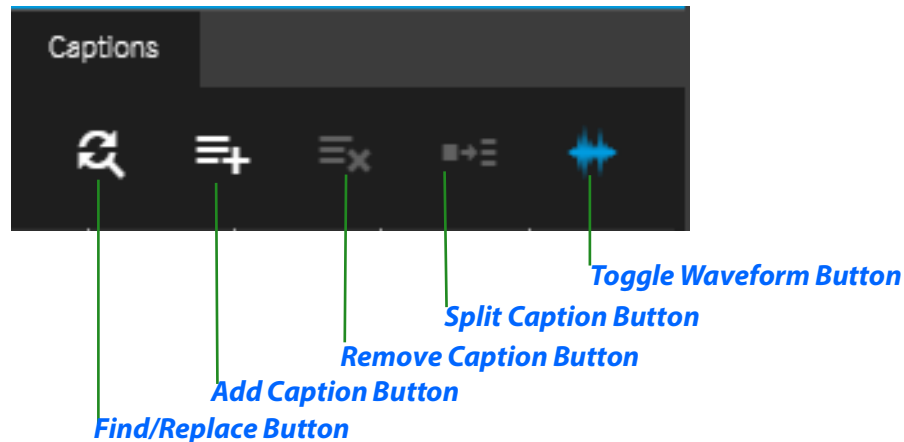 Captions
Toggle Waveform Button
Split Caption Button
Remove Caption Button
Add Caption Button
Find/Replace Button